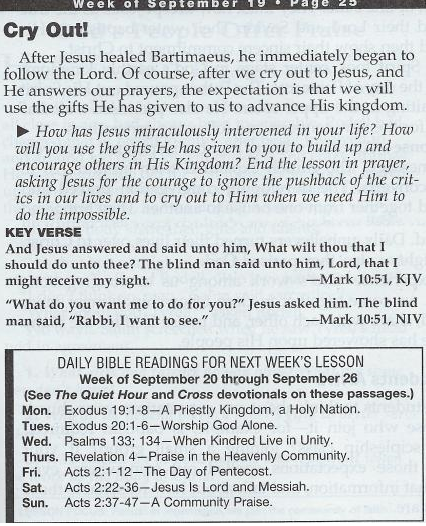 Week of September 19 • Page 25
Cry Out!
After Jesus healed Bartimaeus, he immediately began to
follow the Lord. Of course, after we cry out to Jesus, and
He answers our prayers, the expectation is that we will
use the gifts He has given to us to advance His kingdom.
► How has Jesus miraculously intervened in your life? How
will you use the gifts He has given to you to build up and
encourage others in His Kingdom? End the lesson in prayer,
asking Jesus for the courage to ignore the pushback of the crit-
ics in our lives and to cry out to Him when we need Him to
do the impossible.
KEY VERSE
And Jesus answered and said unto him, What wilt thou that I
should do unto thee? The blind man said unto him, Lord, that I
might receive my sight. —Mark 10:51, KJV
“What do you want me to do for you?” Jesus asked him. The blind
man said, “Rabbi, I want to see.” —Mark 10:51, NIV
DAILY BIBLE READINGS FOR NEXT WEEK'S LESSON
Week of September 20 through September 26
(See The Quiet Hour and Cross devotionals on these passages.)
Mon. Exodus 19:1-8—A Priestly Kingdom, a Holy Nation.
Tues. Exodus 20:1-6—Worship God Alone.
Wed. Psalms 133; 134—When Kindred Live in Unity.
Thurs. Revelation 4—Praise in the Heavenly Community.
Fri. Acts 2:1-12—The Day of Pentecost.
Sat. Acts 2:22-36—Jesus Is Lord and Messiah.
Sun. Acts 2:37-47—A Community Praise.